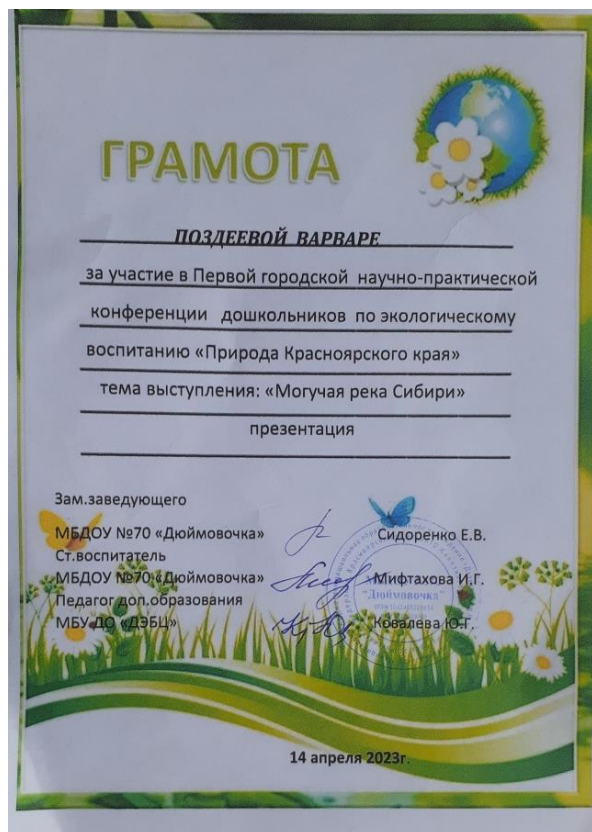 ГРАМОТА
ПОЗДЕЕВОЙ ВАРВАРЕ
за участие в Первой городской научно-практической
конференции дошкольников по экологическому
воспитанию «Природа Красноярского края»
тема выступления: «Могучая река Сибири»
презентация
Зам.заведующего
МБДОУ №70 «Дюймовочка» Сидоренко Е.В.
Ст.воспитатель
МБДОУ №70 «Дюймовочка» Мифтахова И.Г.
Педагог доп.образования
МБУ ДО «ДЭБЦ» Ковалева Ю.Г.
"Дюймовочка"
14 апреля 2023г.